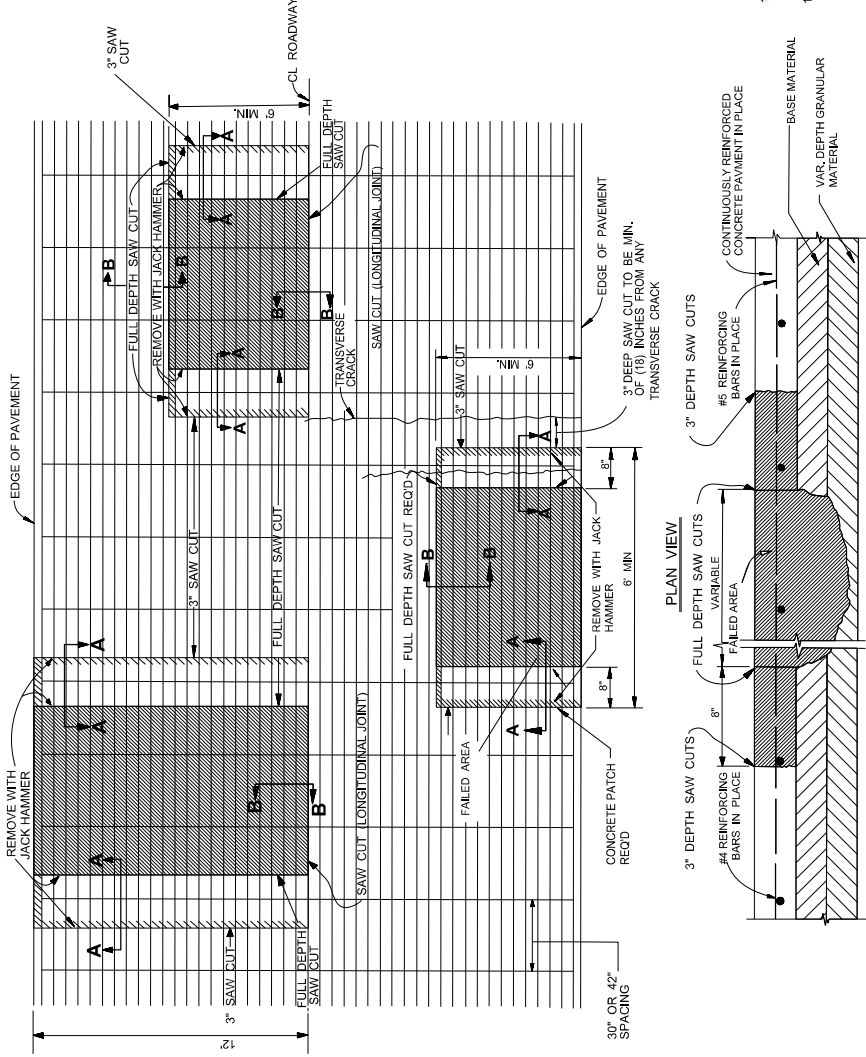 EDGE OF PAVEMENT
3" SAW
CUT
CL ROADWAY
6' MIN.
A
FULL DEPTH
SAW CUT
B
FULL DEPTH SAW CUT
REMOVE WITH JACK HAMMER
A
B
B
B
SAW CUT (LONGITUDINAL JOINT)
TRANSVERSE
CRACK
A
A
EDGE OF PAVEMENT
3" DEEP SAW CUT TO BE MIN.
OF (18) INCHES FROM ANY
TRANSVERSE CRACK
6' MIN.
3" SAW CUT
8"
A
A
3" SAW CUT
FULL DEPTH SAW CUT
FULL DEPTH SAW CUT REQ'D
B
B
REMOVE WITH JACK
HAMMER
6' MIN
8"
A
A
FAILED AREA
CONCRETE PATCH
REQ'D
REMOVE WITH
JACK HAMMER
A
A
B
B
SAW CUT (LONGITUDINAL JOINT)
A
A
3" SAW CUT
FULL DEPTH
SAW CUT
12'
30" OR 42"
SPACING
PLAN VIEW
3" DEPTH SAW CUTS
FULL DEPTH SAW CUTS
VARIABLE
FAILED AREA
8"
3" DEPTH SAW CUTS
#4 REINFORCING
BARS IN PLACE
#5 REINFORCING
BARS IN PLACE
CONTINUOUSLY REINFORCED
CONCRETE PAVMENT IN PLACE
BASE MATERIAL
VAR. DEPTH GRANULAR
MATERIAL